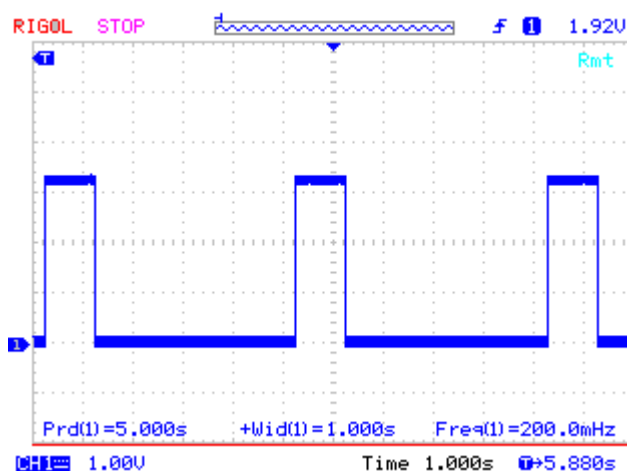 RIGOL STOP 1 1.92V
T
Rmt
1
Prd(1)=5.000s +Wid(1)=1.000s Freq(1)=200.0mHz
CH1 1.00V Time 1.000s T→5.880s